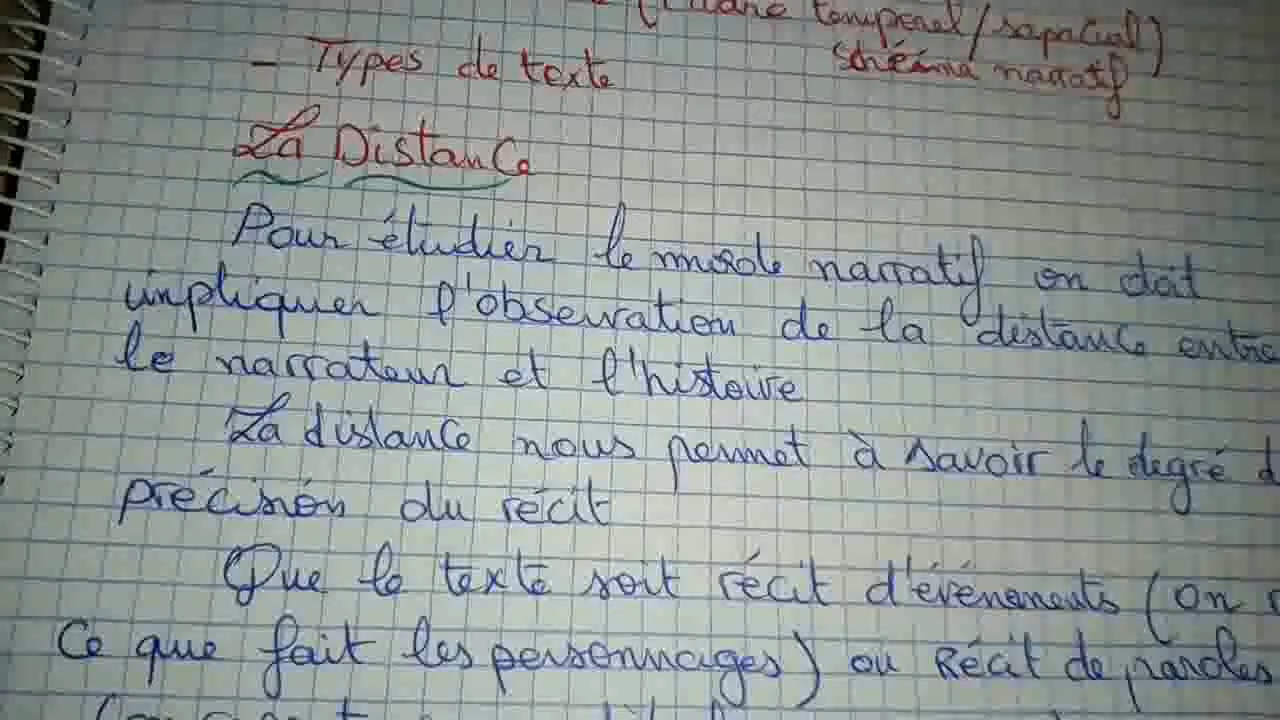 (Cadre temporel/sapacial)
- Types de texte
Schéma narratif
La Distance
Pour étudier le mode narratif on doit
impliquer l'observation de la distance entre
le narrateur et l'histoire
La distance nous permet à savoir le degré d
précision du récit
Que le texte soit récit d'événements (on
Ce que fait les personnages) ou Récit de paroles